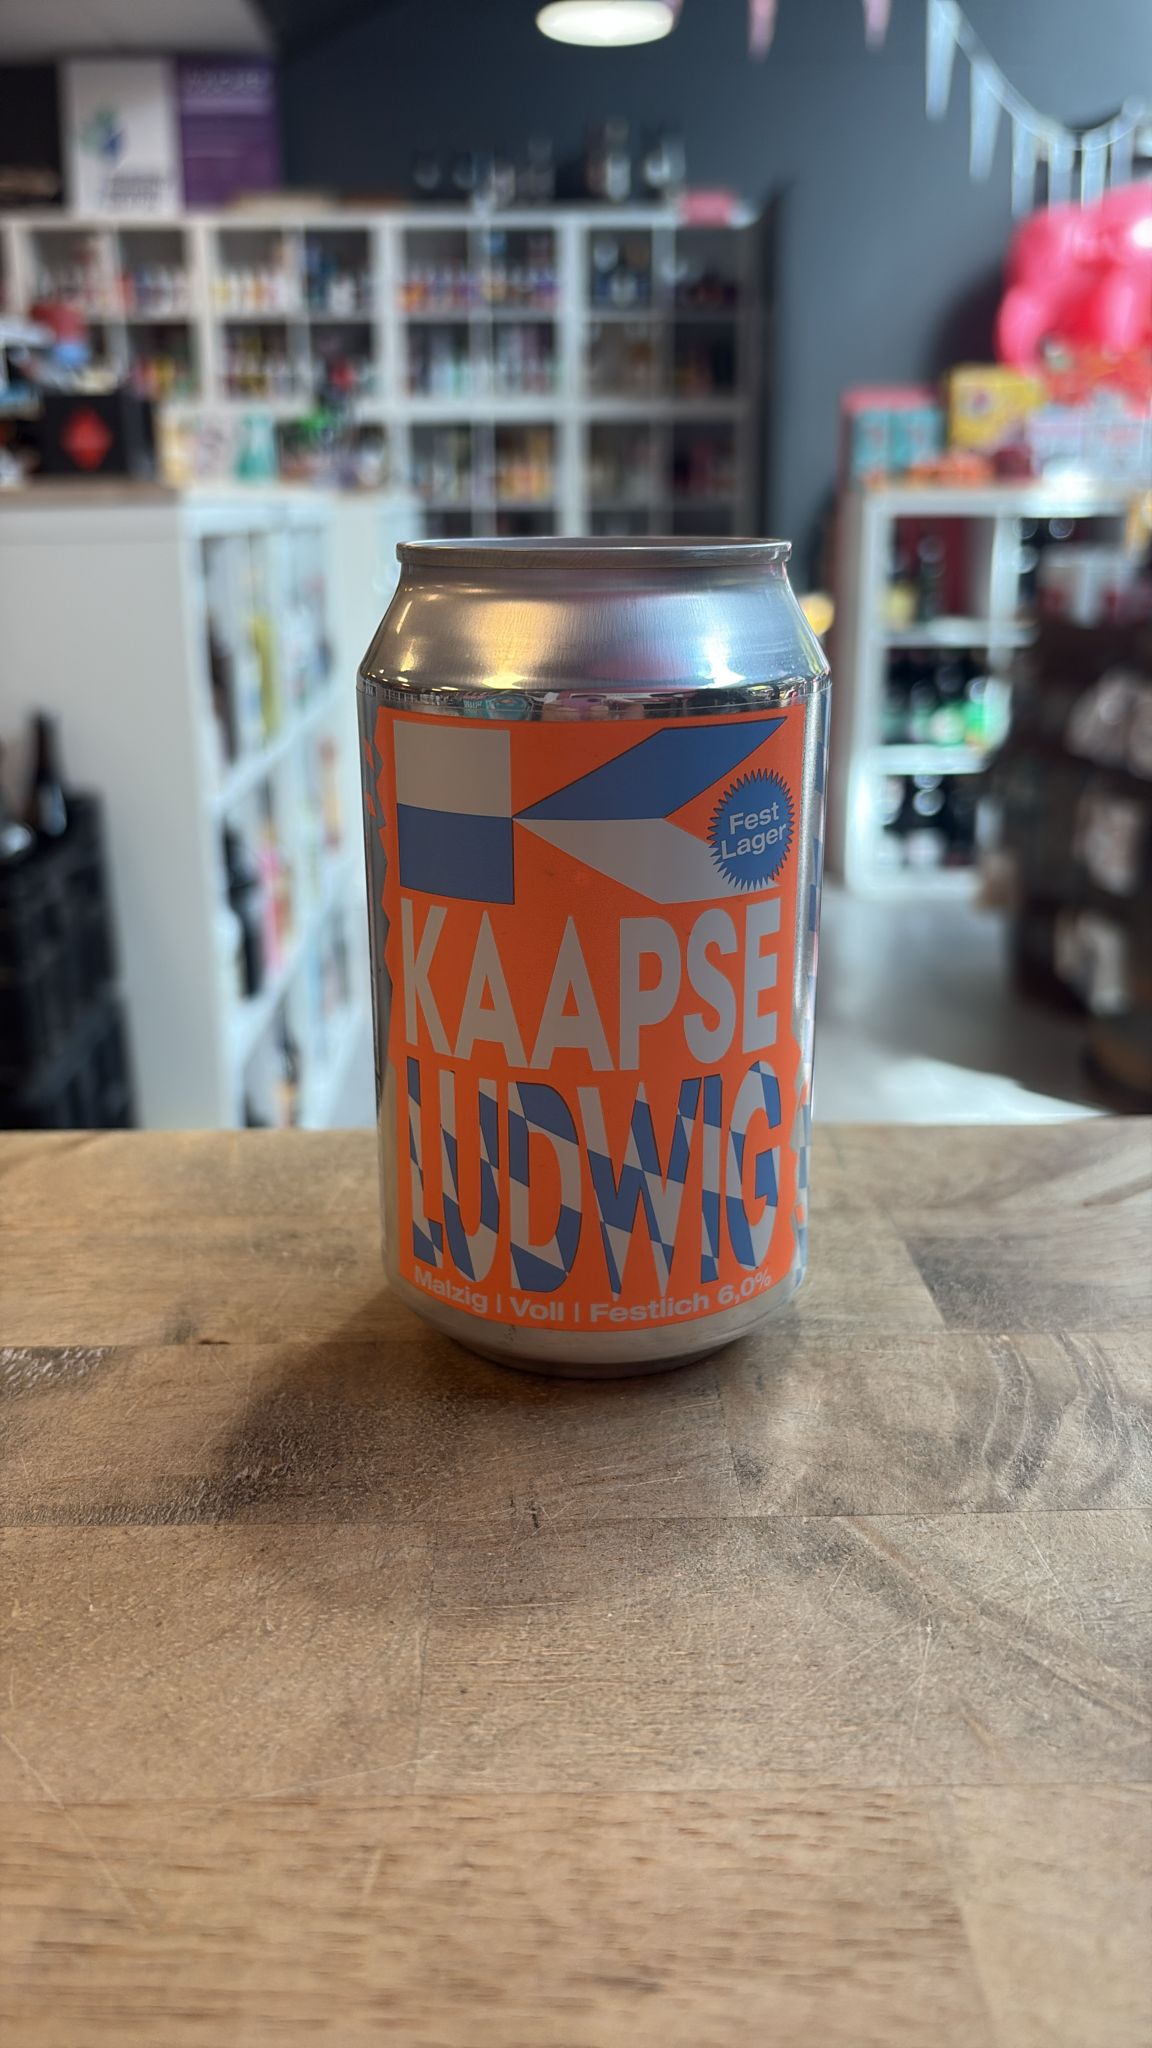 Fest
Lager
KAAPSE
LUDWIG
Malzig | Voll | Festlich 6,0%